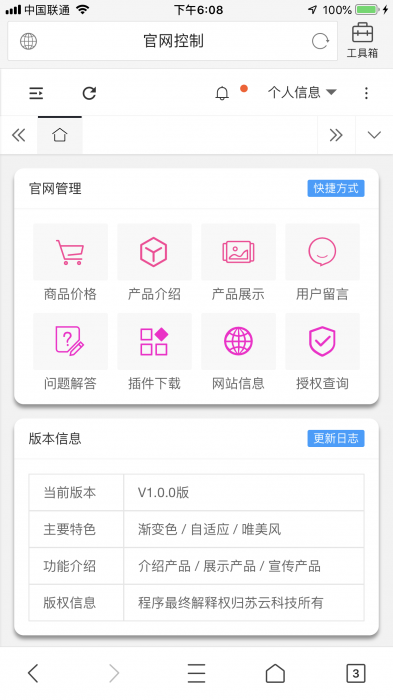 中国联通 下午6:08 100%
官网控制
工具箱
个人信息
官网管理 快捷方式
商品价格 产品介绍 产品展示 用户留言
问题解答 插件下载 网站信息 授权查询
版本信息 更新日志
当前版本 V1.0.0版
主要特色 渐变色 / 自适应 / 唯美风
功能介绍 介绍产品 / 展示产品 / 宣传产品
版权信息 程序最终解释权归苏云科技所有
3